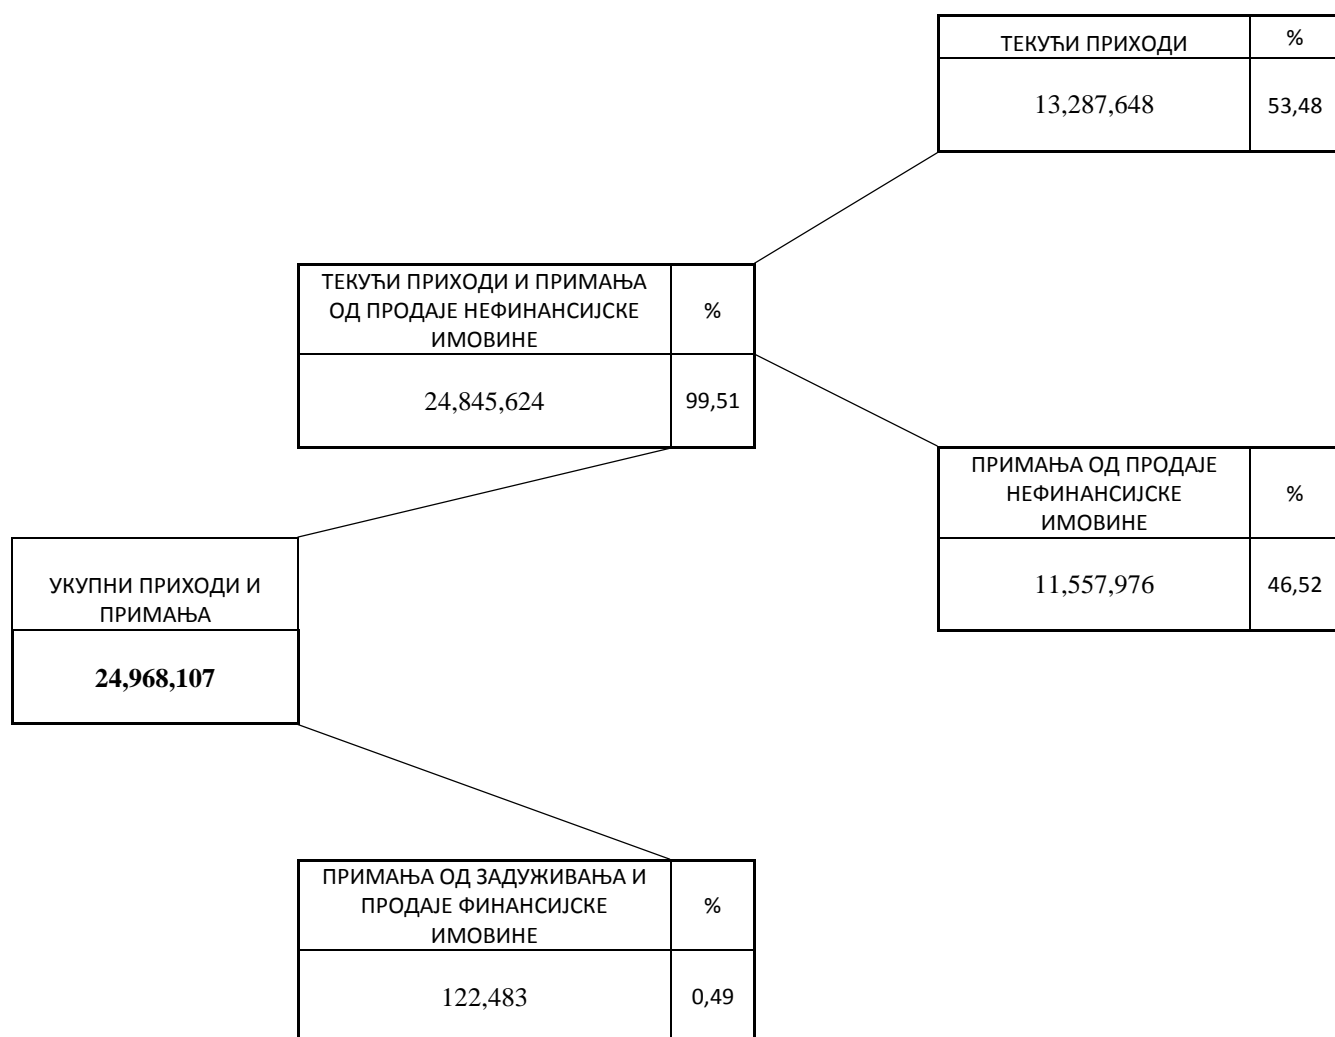 ТЕКУЋИ ПРИХОДИ %
13,287,648 53,48
ТЕКУЋИ ПРИХОДИ И ПРИМАЊА
ОД ПРОДАЈЕ НЕФИНАНСИЈСКЕ
ИМОВИНЕ
%
24,845,624 99,51
ПРИМАЊА ОД ПРОДАЈЕ
НЕФИНАНСИЈСКЕ
ИМОВИНЕ
%
11,557,976 46,52
УКУПНИ ПРИХОДИ И
ПРИМАЊА
24,968,107
ПРИМАЊА ОД ЗАДУЖИВАЊА И
ПРОДАЈЕ ФИНАНСИЈСКЕ
ИМОВИНЕ
%
122,483 0,49